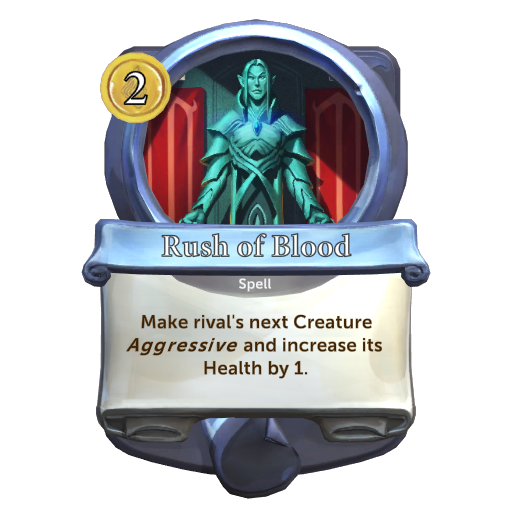 2
Rush of Blood
Spell
Make rival's next Creature
Aggressive and increase its
Health by 1.